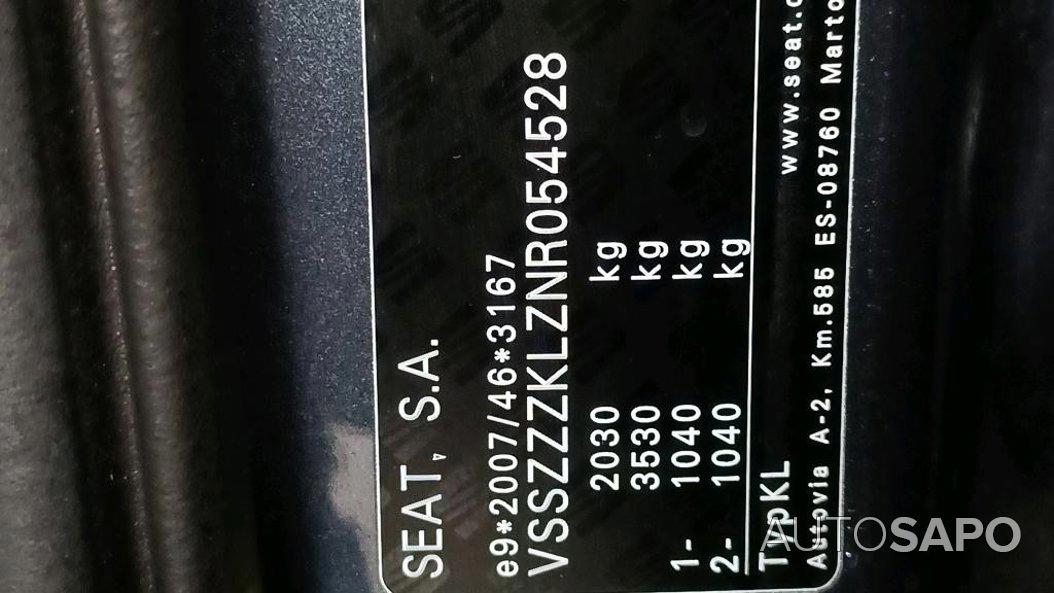 SEAT, S.A.
e9*2007/46*3167
VSSZZZKLZNR054528
2030 kg
3530 kg
1- 1040 kg
2- 1040 kg
TypKL
www.seat.c
Autovia A-2, Km.585 ES-08760 Marto
AUTOSAPO